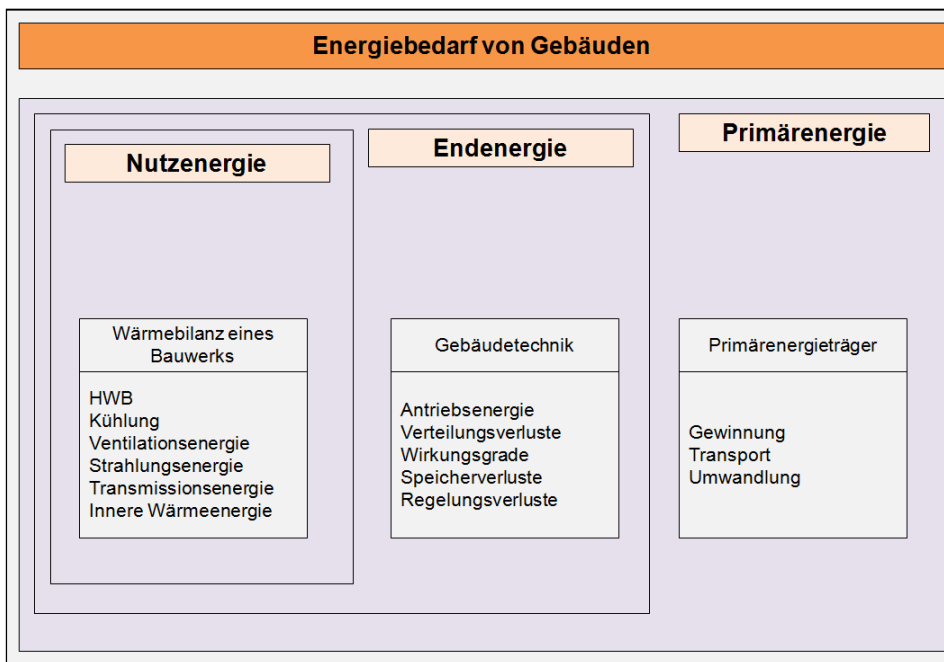 Energiebedarf von Gebäuden
Nutzenergie
Endenergie
Primärenergie
Wärmebilanz eines
Bauwerks
HWB
Kühlung
Ventilationsenergie
Strahlungsenergie
Transmissionsenergie
Innere Wärmeenergie
Gebäudetechnik
Antriebsenergie
Verteilungsverluste
Wirkungsgrade
Speicherverluste
Regelungsverluste
Primärenergieträger
Gewinnung
Transport
Umwandlung